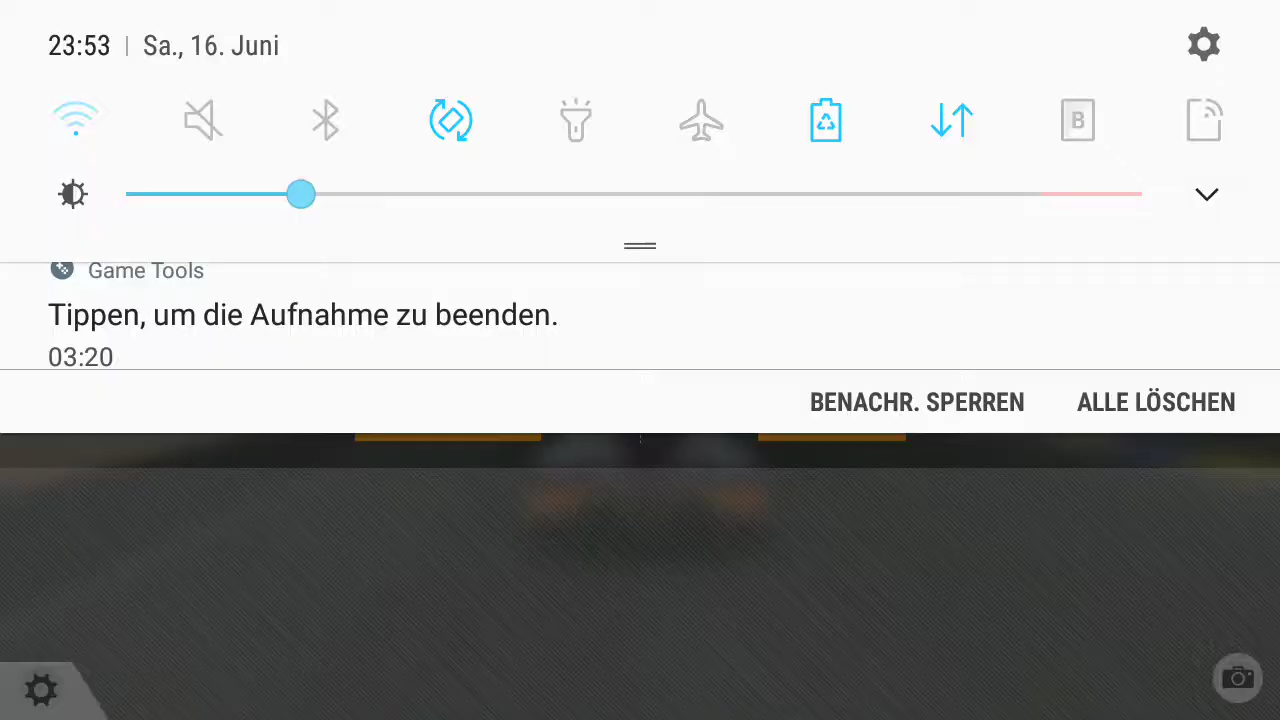 23:53 | Sa., 16. Juni
B
Game Tools
Tippen, um die Aufnahme zu beenden.
03:20
BENACHR. SPERREN ALLE LÖSCHEN